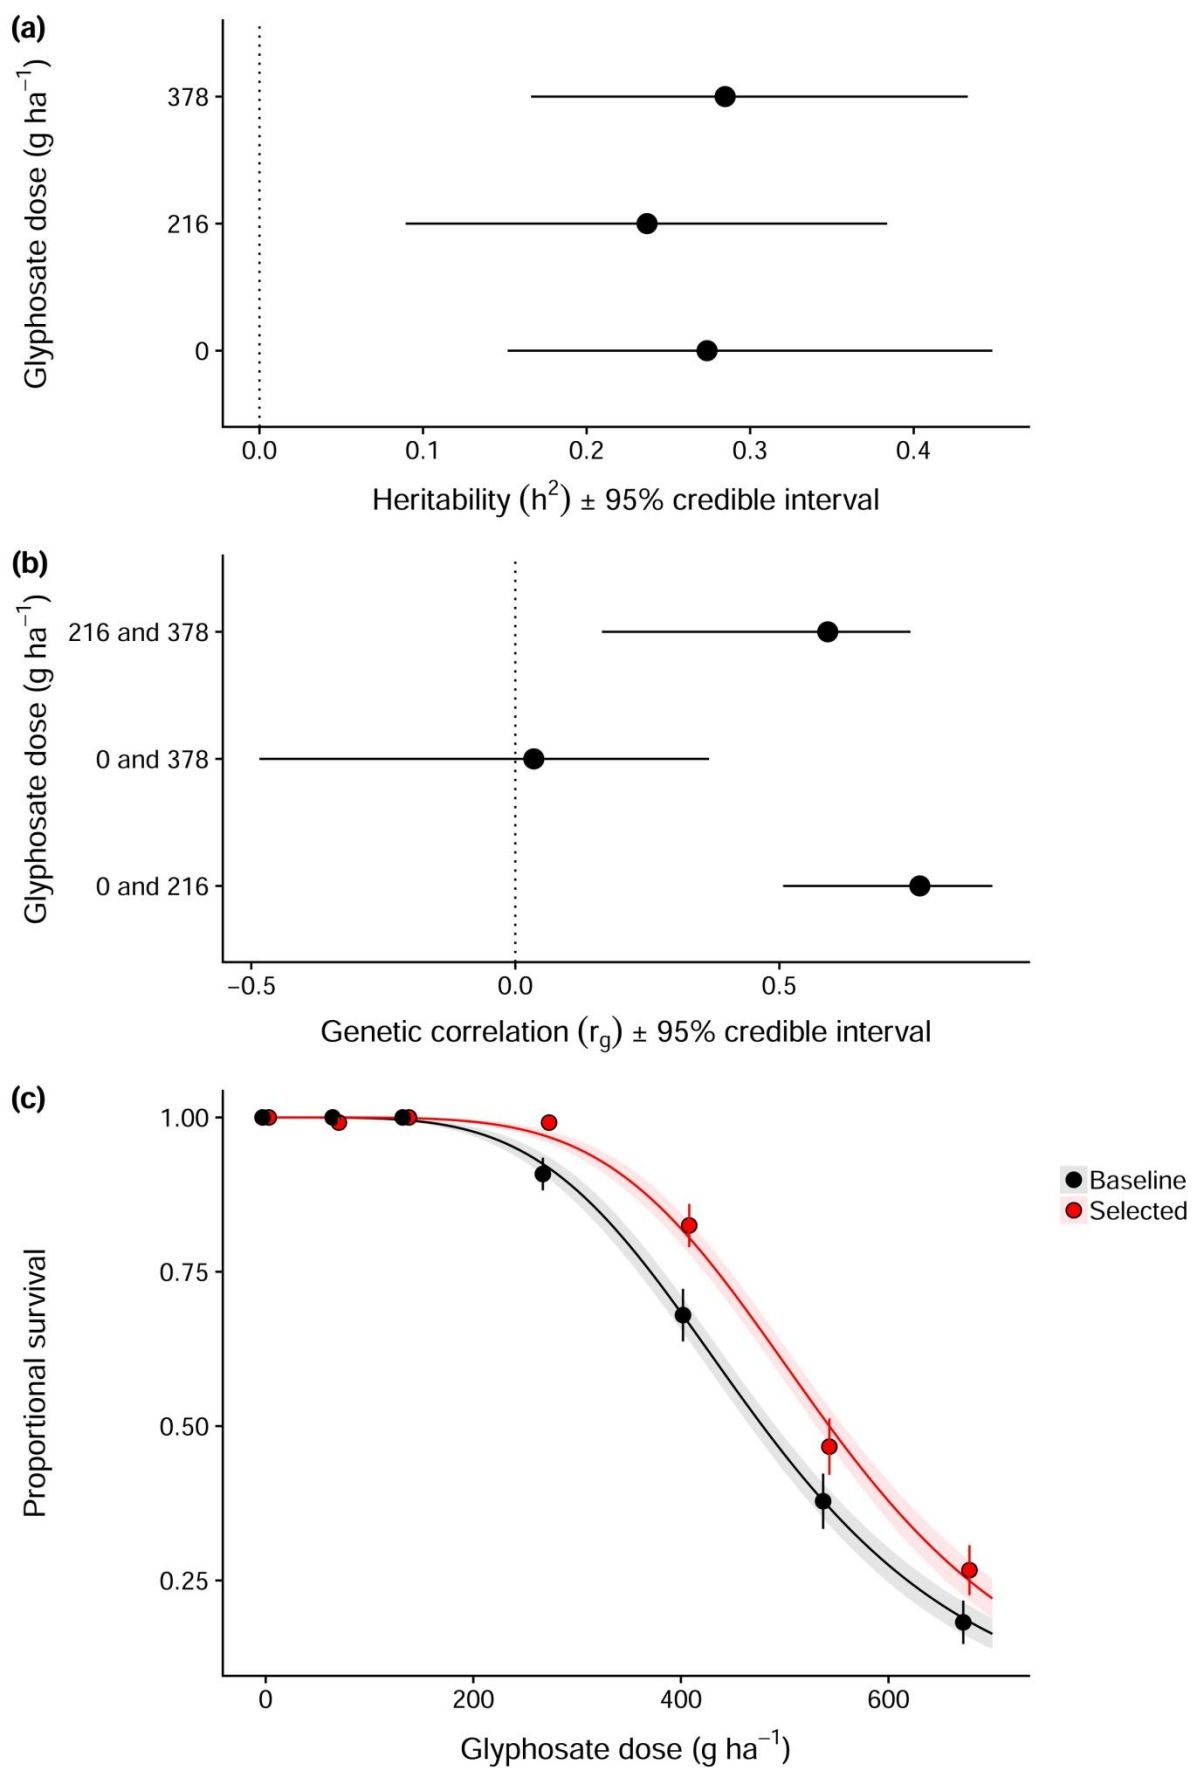 (a)
Glyphosate dose (g ha⁻¹)
378
216
0
0.0 0.1 0.2 0.3 0.4
Heritability (h²) ± 95% credible interval
(b)
Glyphosate dose (g ha⁻¹)
216 and 378
0 and 378
0 and 216
−0.5 0.0 0.5
Genetic correlation (r_g) ± 95% credible interval
(c)
Proportional survival
1.00
0.75
0.50
0.25
0 200 400 600
Glyphosate dose (g ha⁻¹)
Baseline
Selected